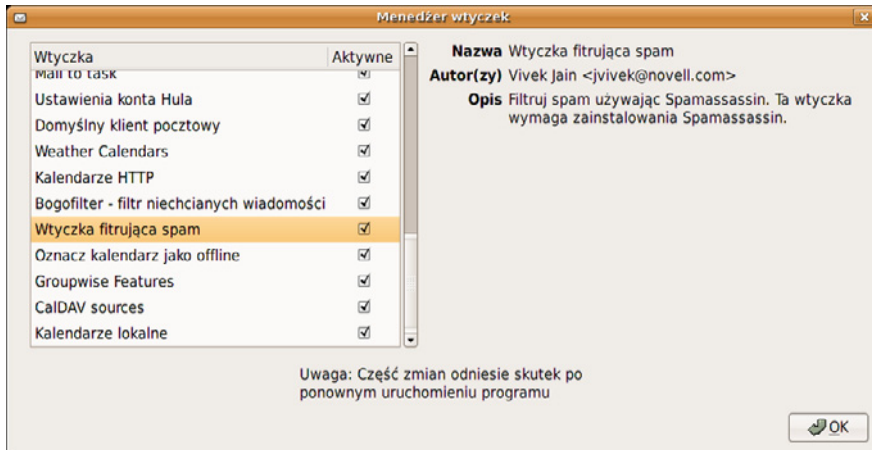 Menedżer wtyczek
Wtyczka Aktywne
Mail to task
Ustawienia konta Hula
Domyślny klient pocztowy
Weather Calendars
Kalendarze HTTP
Bogofilter - filtr niechcianych wiadomości
Wtyczka fitrująca spam
Oznacz kalendarz jako offline
Groupwise Features
CalDAV sources
Kalendarze lokalne
Nazwa Wtyczka fitrująca spam
Autor(zy) Vivek Jain <jvivek@novell.com>
Opis Filtruj spam używając Spamassassin. Ta wtyczka
wymaga zainstalowania Spamassassin.
Uwaga: Część zmian odniesie skutek po
ponownym uruchomieniu programu
OK